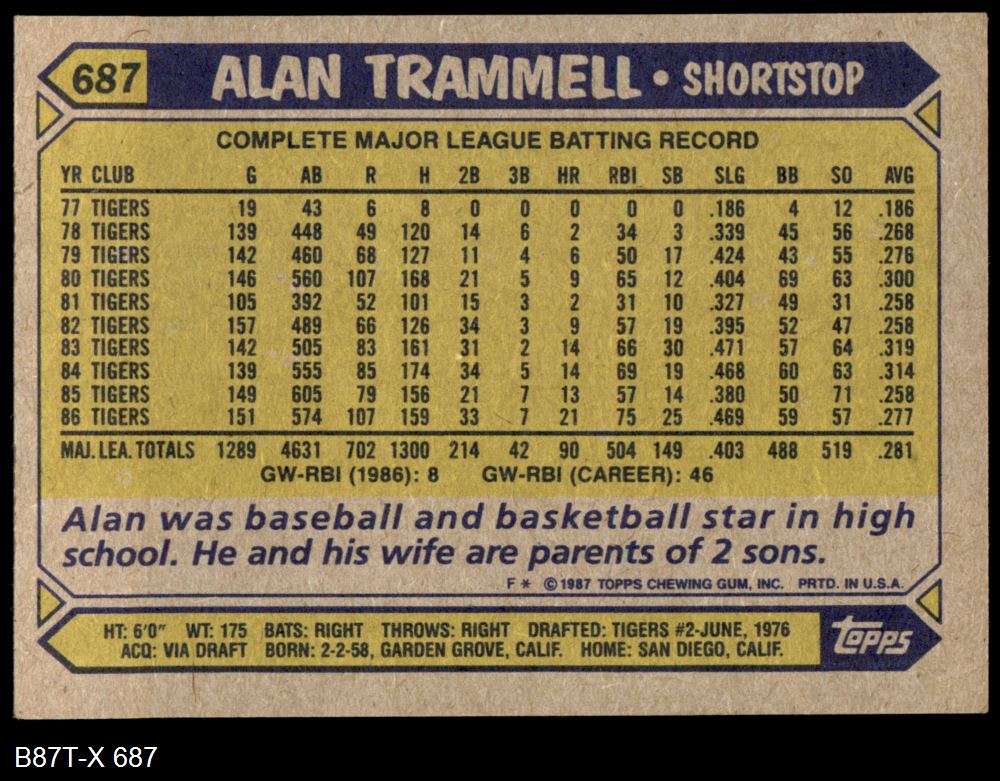 687 ALAN TRAMMELL • SHORTSTOP
COMPLETE MAJOR LEAGUE BATTING RECORD
YR CLUB G AB R H 2B 3B HR RBI SB SLG BB SO AVG
77 TIGERS 19 43 6 8 0 0 0 0 0 .186 4 12 .186
78 TIGERS 139 448 49 120 14 6 2 34 3 .339 45 56 .268
79 TIGERS 142 460 68 127 11 4 6 50 17 .424 43 55 .276
80 TIGERS 146 560 107 168 21 5 9 65 12 .404 69 63 .300
81 TIGERS 105 392 52 101 15 3 2 31 10 .327 49 31 .258
82 TIGERS 157 489 66 126 34 3 9 57 19 .395 52 47 .258
83 TIGERS 142 505 83 161 31 2 14 66 30 .471 57 64 .319
84 TIGERS 139 555 85 174 34 5 14 69 19 .468 60 63 .314
85 TIGERS 149 605 79 156 21 7 13 57 14 .380 50 71 .258
86 TIGERS 151 574 107 159 33 7 21 75 25 .469 59 57 .277
MAJ. LEA. TOTALS 1289 4631 702 1300 214 42 90 504 149 .403 488 519 .281
GW-RBI (1986): 8 GW-RBI (CAREER): 46
Alan was baseball and basketball star in high
school. He and his wife are parents of 2 sons.
F * ©1987 TOPPS CHEWING GUM, INC. PRTD. IN U.S.A.
HT: 6'0" WT: 175 BATS: RIGHT THROWS: RIGHT DRAFTED: TIGERS #2-JUNE, 1976
ACQ: VIA DRAFT BORN: 2-2-58, GARDEN GROVE, CALIF. HOME: SAN DIEGO, CALIF.
topps
B87T-X 687